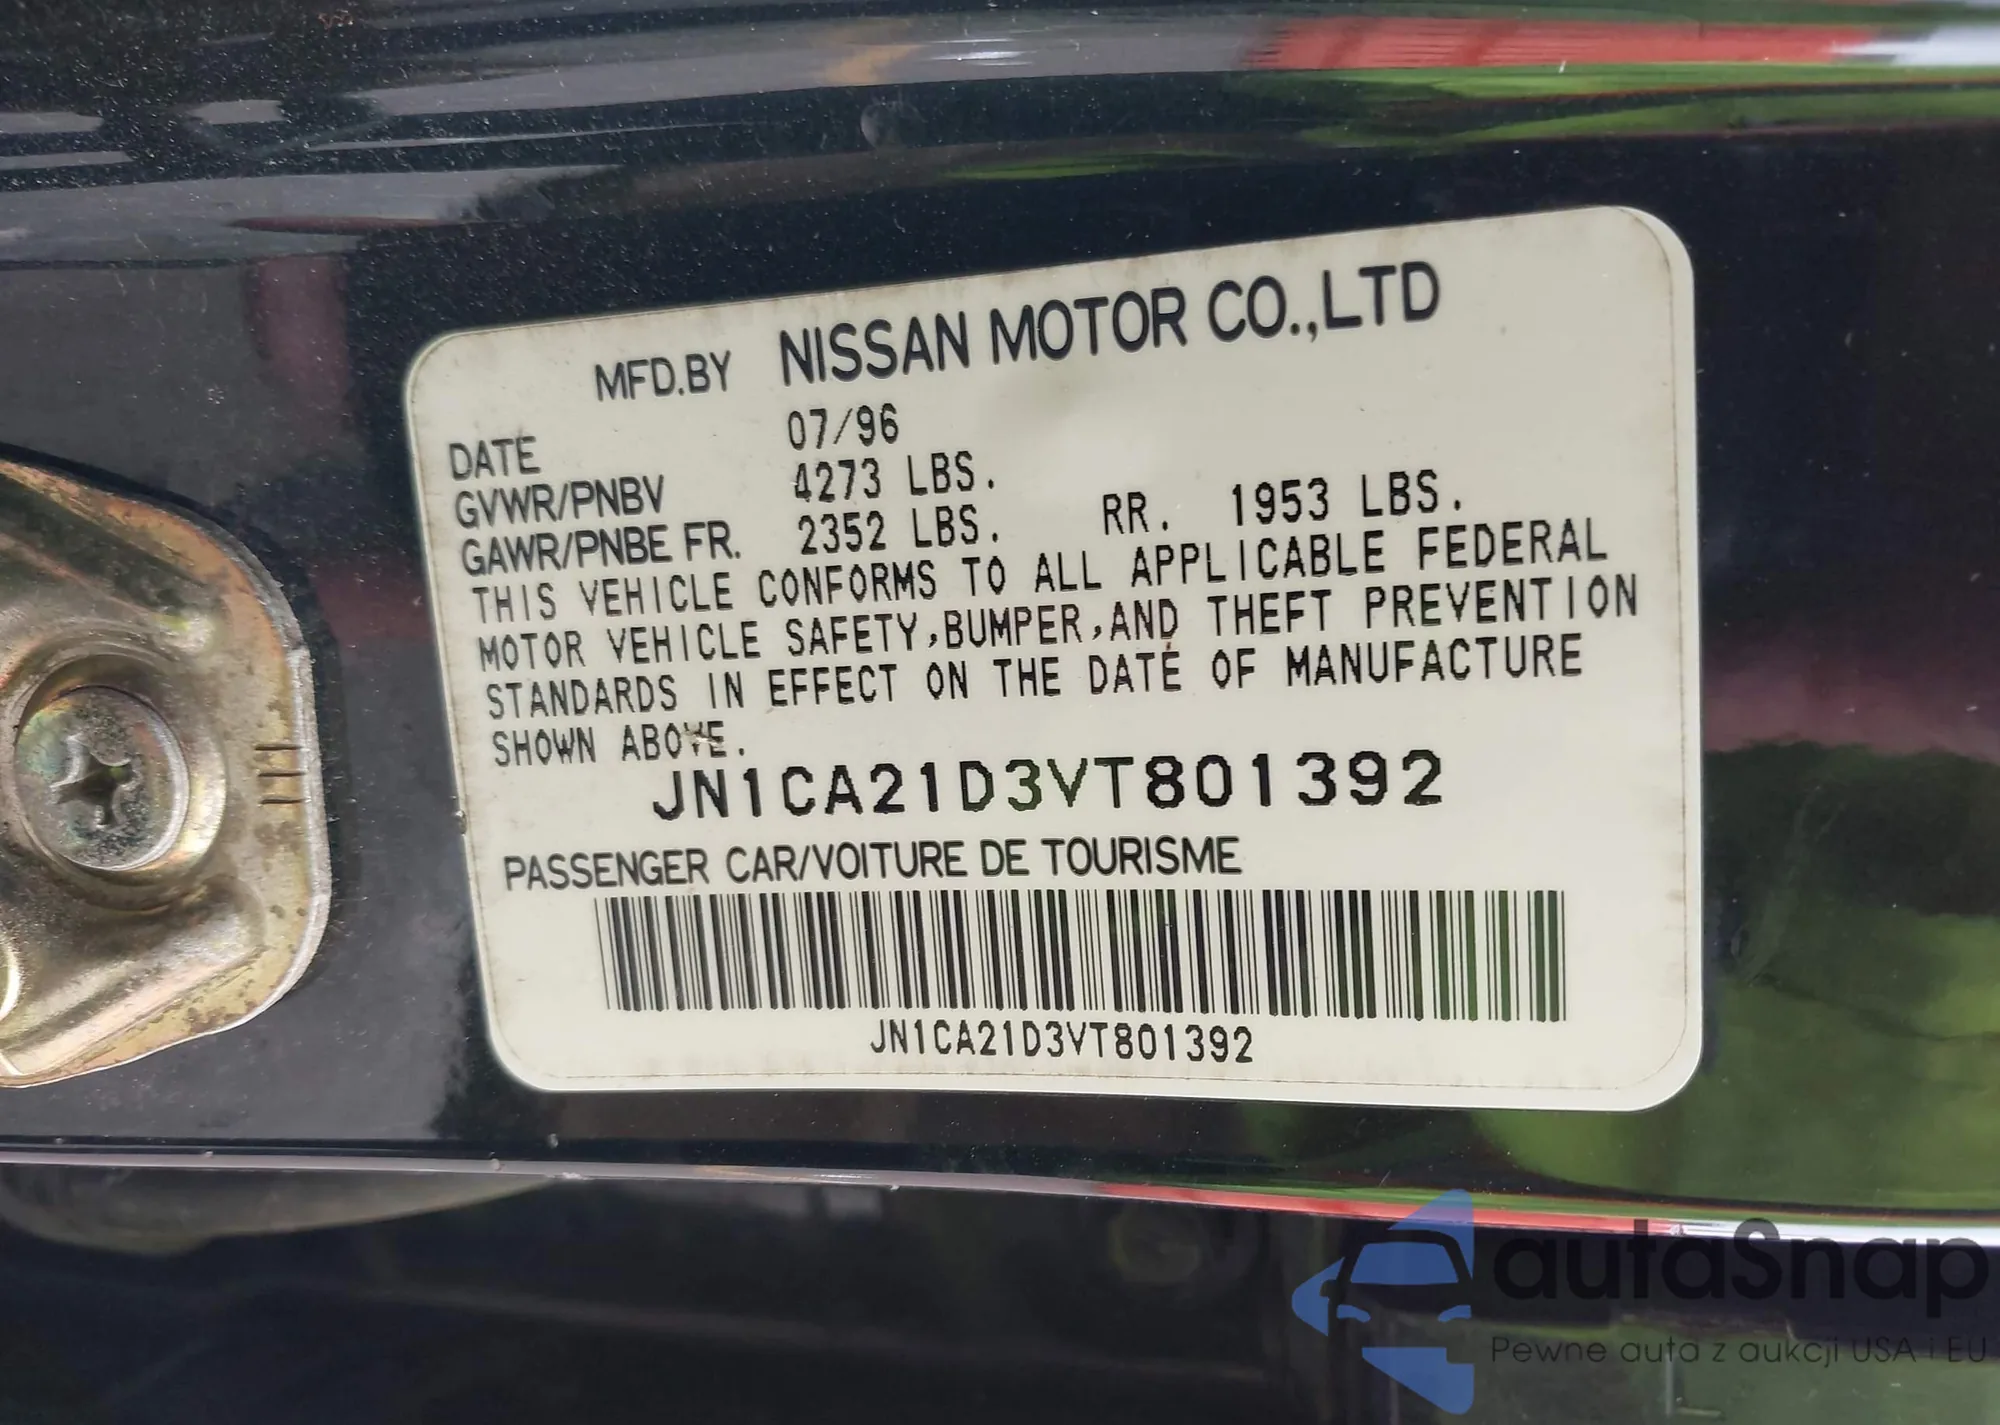 MFD.BY NISSAN MOTOR CO.,LTD
DATE 07/96
GVWR/PNBV 4273 LBS.
GAWR/PNBE FR. 2352 LBS. RR. 1953 LBS.
THIS VEHICLE CONFORMS TO ALL APPLICABLE FEDERAL
MOTOR VEHICLE SAFETY,BUMPER,AND THEFT PREVENTION
STANDARDS IN EFFECT ON THE DATE OF MANUFACTURE
SHOWN ABOVE.
JN1CA21D3VT801392
PASSENGER CAR/VOITURE DE TOURISME
JN1CA21D3VT801392
autaSnap
Pewne auta z aukcji USA i EU